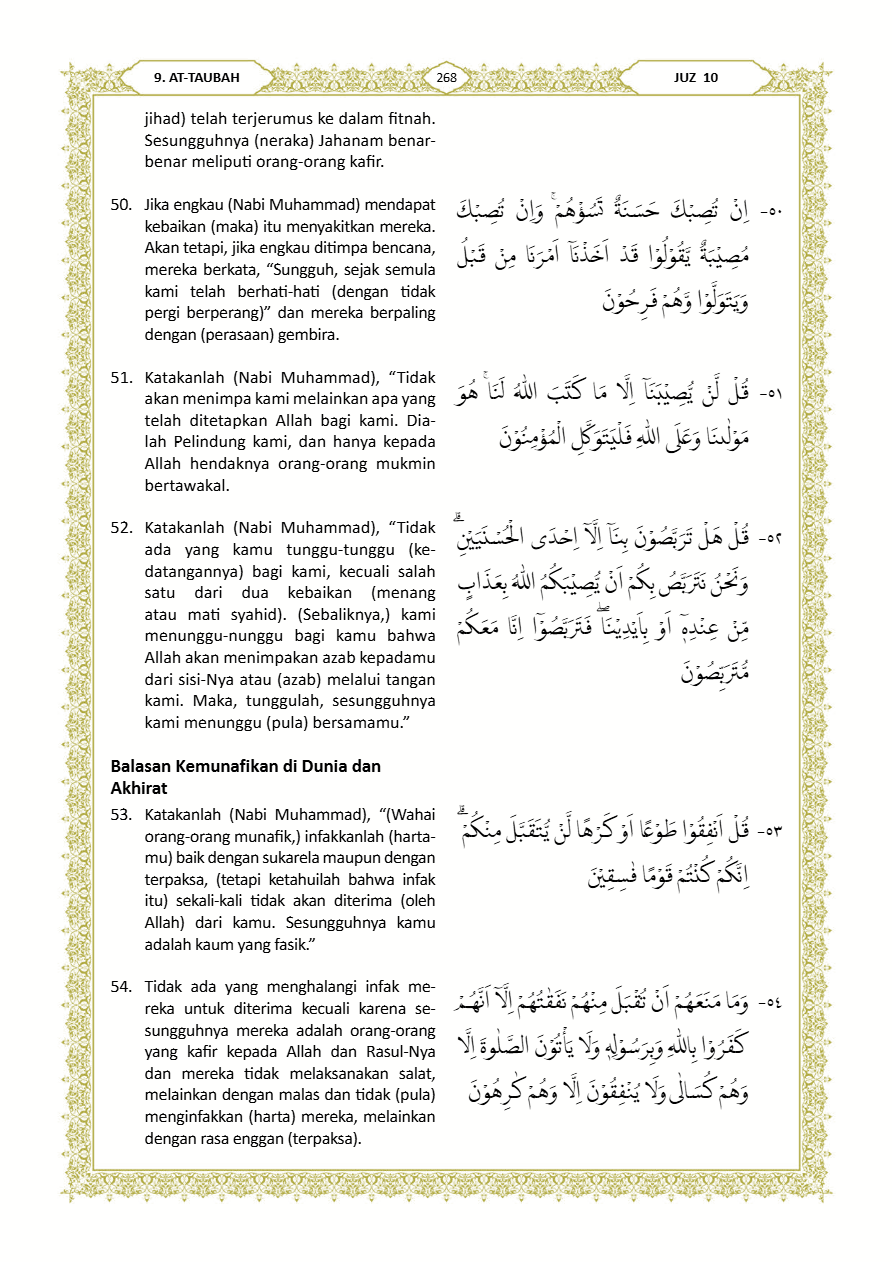 9. AT-TAUBAH
268
JUZ 10
jihad) telah terjerumus ke dalam fitnah.
Sesungguhnya (neraka) Jahanam benar-
benar meliputi orang-orang kafir.
50. Jika engkau (Nabi Muhammad) mendapat
kebaikan (maka) itu menyakitkan mereka.
Akan tetapi, jika engkau ditimpa bencana,
mereka berkata, “Sungguh, sejak semula
kami telah berhati-hati (dengan tidak
pergi berperang)” dan mereka berpaling
dengan (perasaan) gembira.
٥٠- اِنْ تُصِبْكَ حَسَنَةٌ تَسُؤْهُمْۚ وَاِنْ تُصِبْكَ
مُصِيْبَةٌ يَّقُوْلُوْا قَدْ اَخَذْنَآ اَمْرَنَا مِنْ قَبْلُ
وَيَتَوَلَّوْا وَّهُمْ فَرِحُوْنَ
51. Katakanlah (Nabi Muhammad), “Tidak
akan menimpa kami melainkan apa yang
telah ditetapkan Allah bagi kami. Dia-
lah Pelindung kami, dan hanya kepada
Allah hendaknya orang-orang mukmin
bertawakal.
٥١- قُلْ لَّنْ يُّصِيْبَنَآ اِلَّا مَا كَتَبَ اللّٰهُ لَنَاۚ هُوَ
مَوْلٰىنَا وَعَلَى اللّٰهِ فَلْيَتَوَكَّلِ الْمُؤْمِنُوْنَ
52. Katakanlah (Nabi Muhammad), “Tidak
ada yang kamu tunggu-tunggu (ke-
datangannya) bagi kami, kecuali salah
satu dari dua kebaikan (menang
atau mati syahid). (Sebaliknya,) kami
menunggu-nunggu bagi kamu bahwa
Allah akan menimpakan azab kepadamu
dari sisi-Nya atau (azab) melalui tangan
kami. Maka, tunggulah, sesungguhnya
kami menunggu (pula) bersamamu.”
٥٢- قُلْ هَلْ تَرَبَّصُوْنَ بِنَآ اِلَّآ اِحْدَى الْحُسْنَيَيْنِۗ
وَنَحْنُ نَتَرَبَّصُ بِكُمْ اَنْ يُّصِيْبَكُمُ اللّٰهُ بِعَذَابٍ
مِّنْ عِنْدِهٖٓ اَوْ بِاَيْدِيْنَاۖ فَتَرَبَّصُوْٓا اِنَّا مَعَكُمْ
مُّتَرَبِّصُوْنَ
Balasan Kemunafikan di Dunia dan
Akhirat
53. Katakanlah (Nabi Muhammad), “(Wahai
orang-orang munafik,) infakkanlah (harta-
mu) baik dengan sukarela maupun dengan
terpaksa, (tetapi ketahuilah bahwa infak
itu) sekali-kali tidak akan diterima (oleh
Allah) dari kamu. Sesungguhnya kamu
adalah kaum yang fasik.”
٥٣- قُلْ اَنْفِقُوْا طَوْعًا اَوْ كَرْهًا لَّنْ يُّتَقَبَّلَ مِنْكُمْۗ
اِنَّكُمْ كُنْتُمْ قَوْمًا فٰسِقِيْنَ
54. Tidak ada yang menghalangi infak me-
reka untuk diterima kecuali karena se-
sungguhnya mereka adalah orang-orang
yang kafir kepada Allah dan Rasul-Nya
dan mereka tidak melaksanakan salat,
melainkan dengan malas dan tidak (pula)
menginfakkan (harta) mereka, melainkan
dengan rasa enggan (terpaksa).
٥٤- وَمَا مَنَعَهُمْ اَنْ تُقْبَلَ مِنْهُمْ نَفَقٰتُهُمْ اِلَّآ اَنَّهُمْ
كَفَرُوْا بِاللّٰهِ وَبِرَسُوْلِهٖ وَلَا يَأْتُوْنَ الصَّلٰوةَ اِلَّا
وَهُمْ كُسَالٰى وَلَا يُنْفِقُوْنَ اِلَّا وَهُمْ كٰرِهُوْنَ